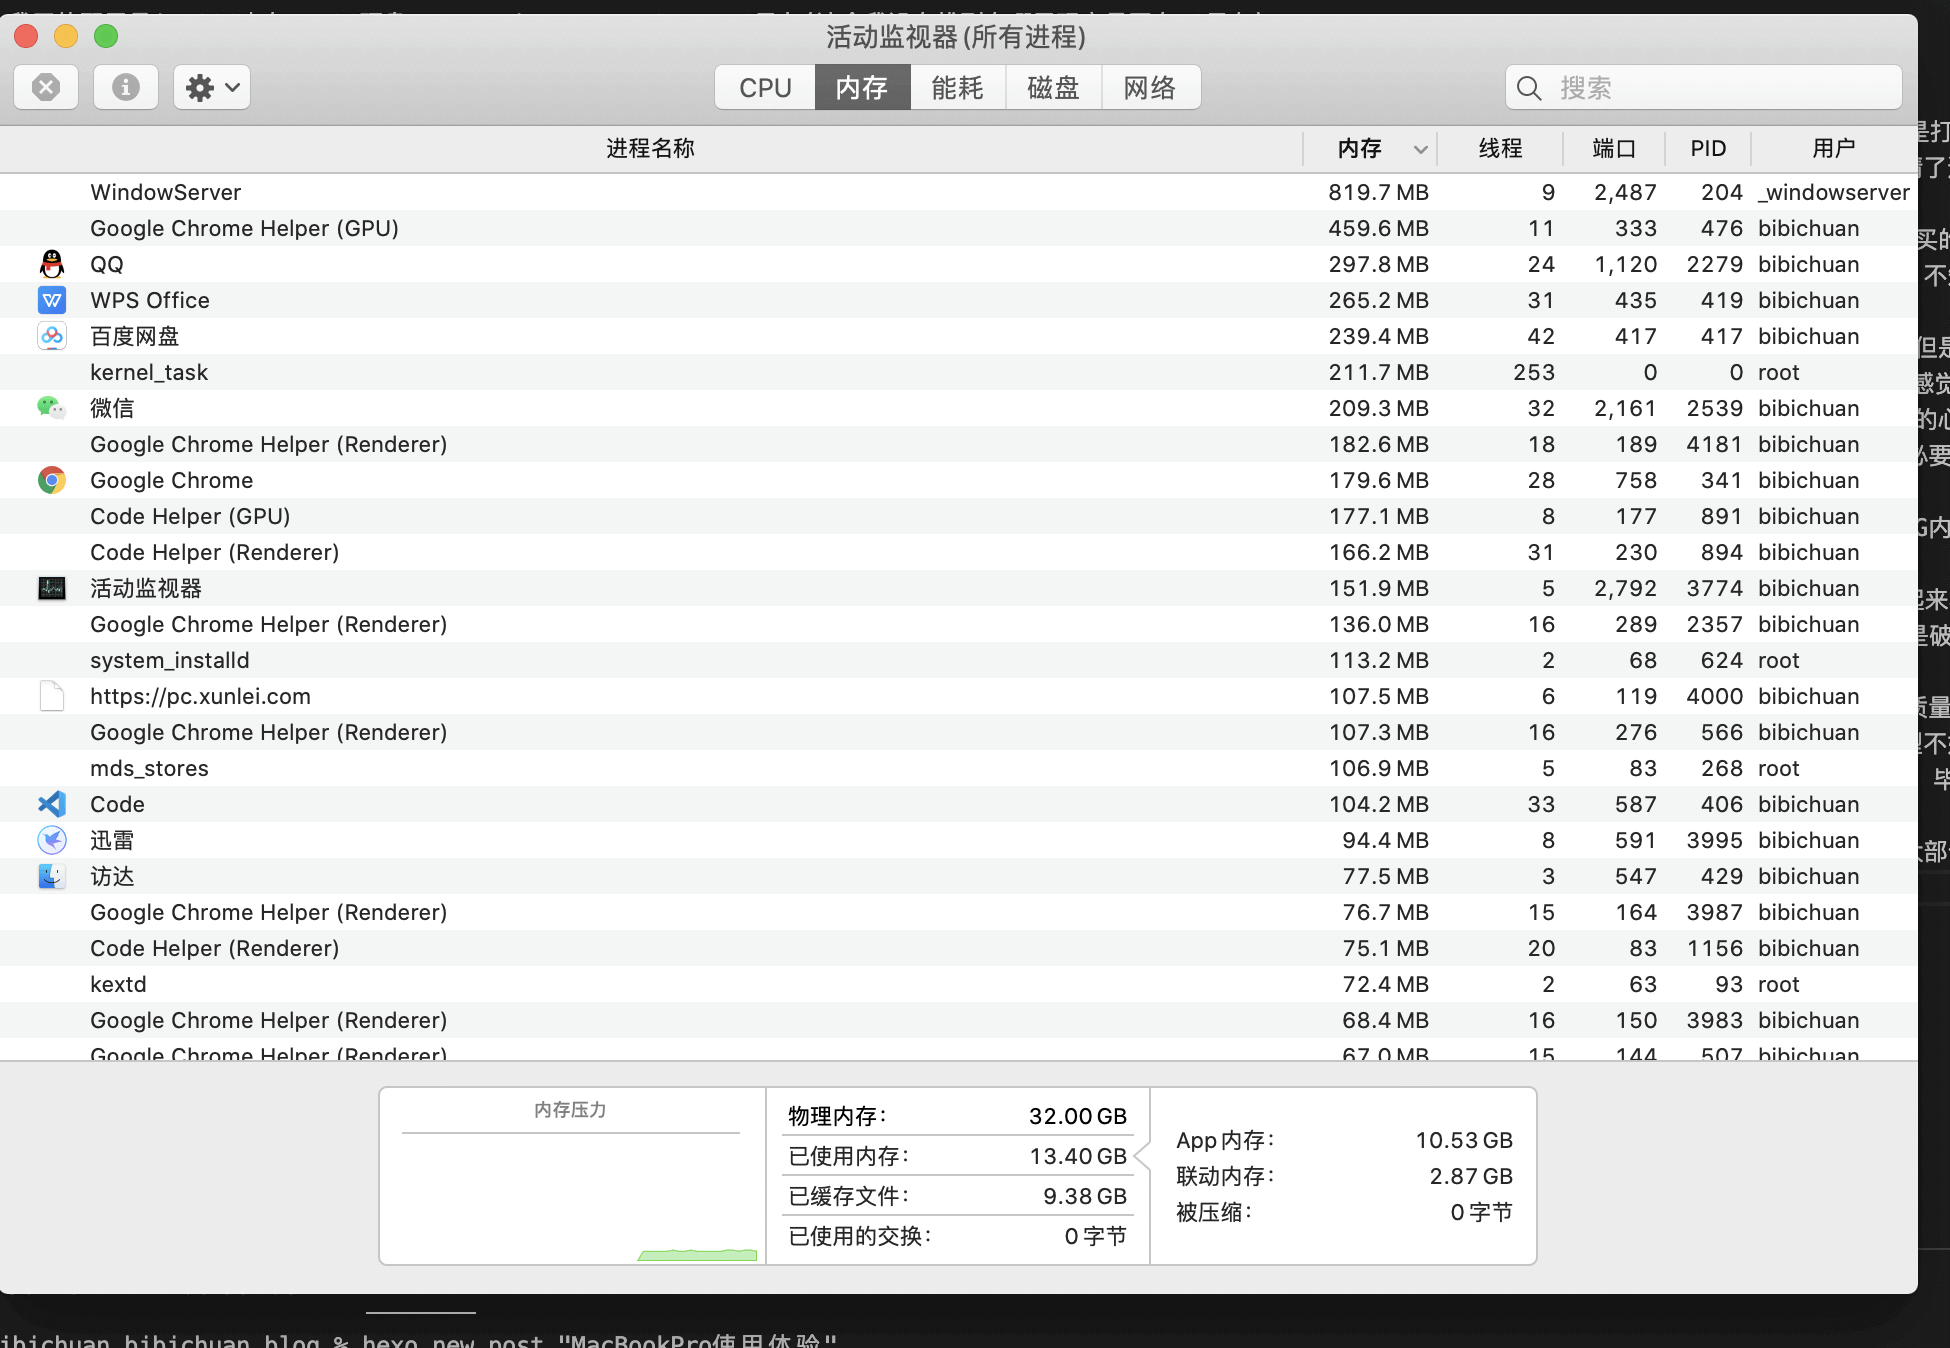 活动监视器 (所有进程)
CPU 内存 能耗 磁盘 网络 搜索
进程名称 内存 线程 端口 PID 用户
WindowServer 819.7 MB 9 2,487 204 _windowserver
Google Chrome Helper (GPU) 459.6 MB 11 333 476 bibichuan
QQ 297.8 MB 24 1,120 2279 bibichuan
WPS Office 265.2 MB 31 435 419 bibichuan
百度网盘 239.4 MB 42 417 417 bibichuan
kernel_task 211.7 MB 253 0 0 root
微信 209.3 MB 32 2,161 2539 bibichuan
Google Chrome Helper (Renderer) 182.6 MB 18 189 4181 bibichuan
Google Chrome 179.6 MB 28 758 341 bibichuan
Code Helper (GPU) 177.1 MB 8 177 891 bibichuan
Code Helper (Renderer) 166.2 MB 31 230 894 bibichuan
活动监视器 151.9 MB 5 2,792 3774 bibichuan
Google Chrome Helper (Renderer) 136.0 MB 16 289 2357 bibichuan
system_installd 113.2 MB 2 68 624 root
https://pc.xunlei.com 107.5 MB 6 119 4000 bibichuan
Google Chrome Helper (Renderer) 107.3 MB 16 276 566 bibichuan
mds_stores 106.9 MB 5 83 268 root
Code 104.2 MB 33 587 406 bibichuan
迅雷 94.4 MB 8 591 3995 bibichuan
访达 77.5 MB 3 547 429 bibichuan
Google Chrome Helper (Renderer) 76.7 MB 15 164 3987 bibichuan
Code Helper (Renderer) 75.1 MB 20 83 1156 bibichuan
kextd 72.4 MB 2 63 93 root
Google Chrome Helper (Renderer) 68.4 MB 16 150 3983 bibichuan
Google Chrome Helper (Renderer) 67.0 MB 15 144 507 bibichuan
内存压力
物理内存： 32.00 GB
已使用内存： 13.40 GB
已缓存文件： 9.38 GB
已使用的交换： 0 字节
App 内存： 10.53 GB
联动内存： 2.87 GB
被压缩： 0 字节
ibichuan bibichuan blog % hexo new post "MacBookPro使用体验"